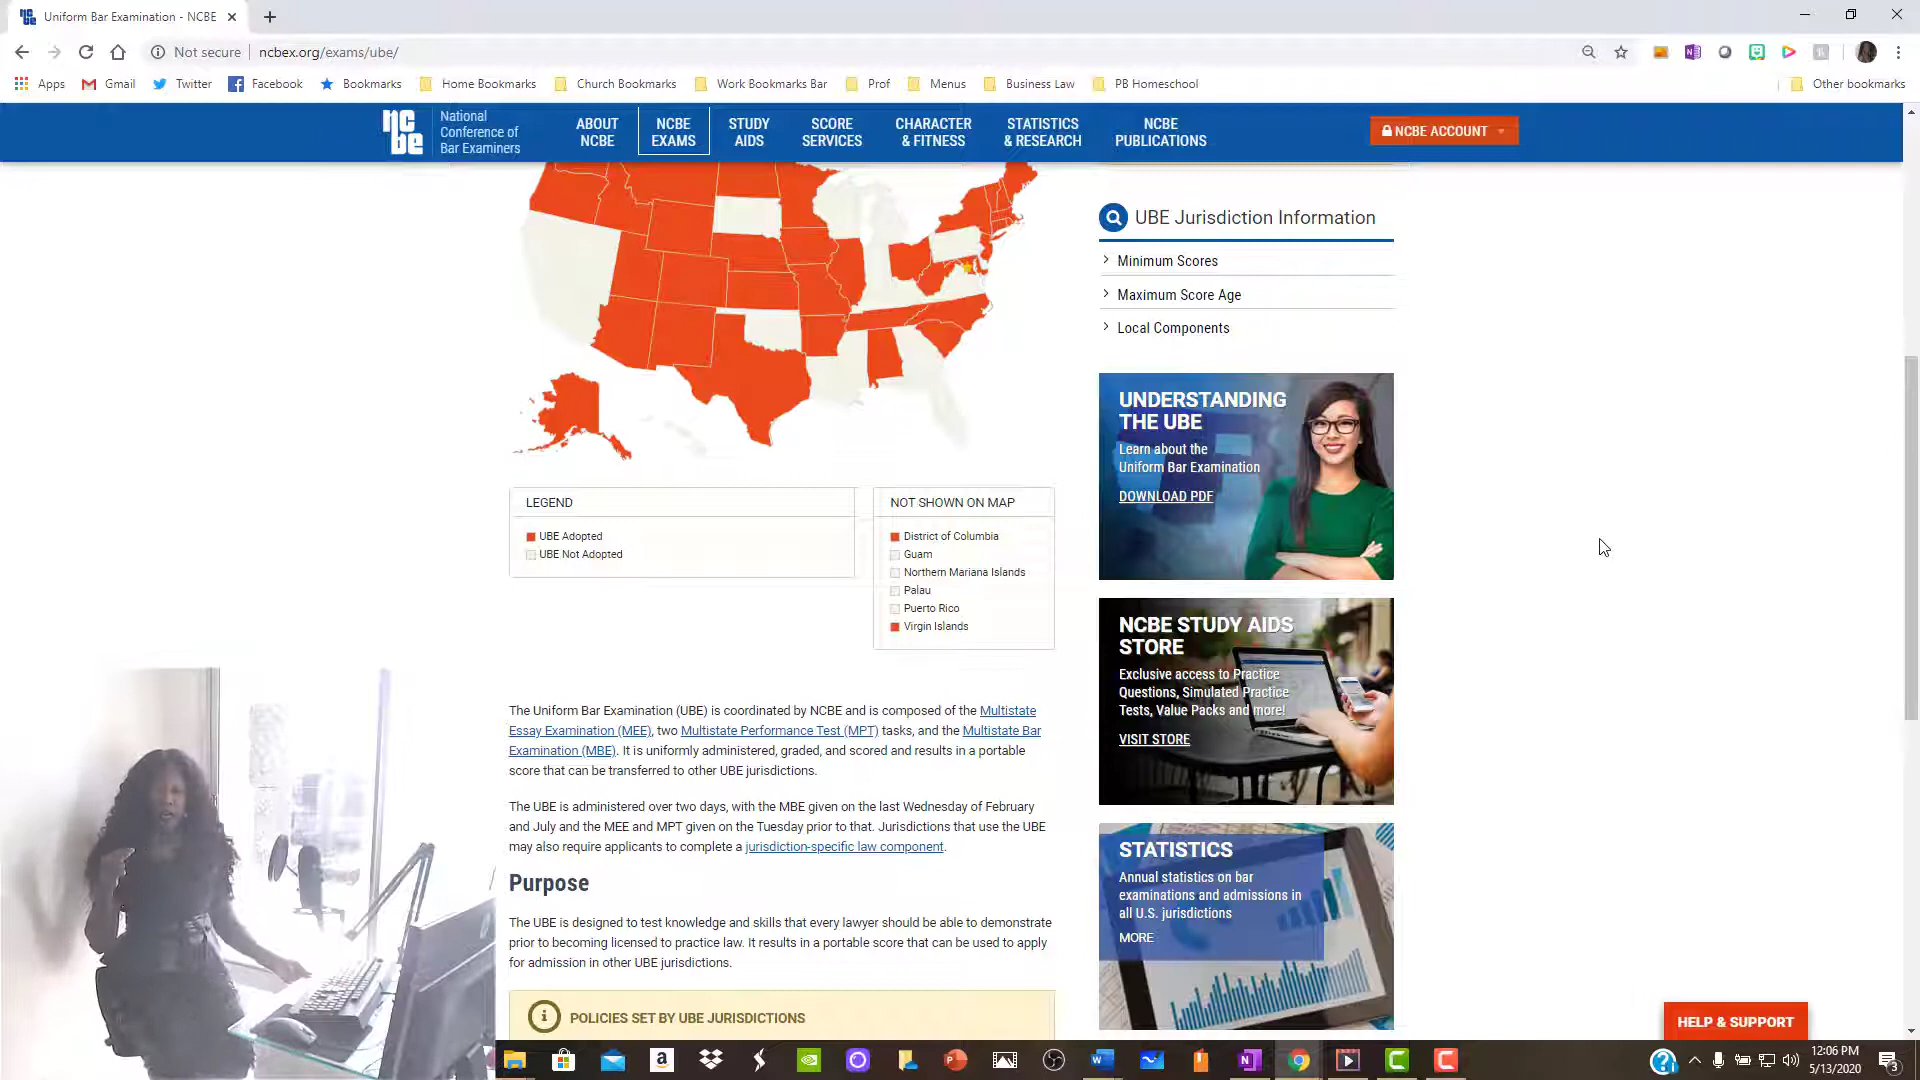 Uniform Bar Examination - NCBE
Not secure
ncbex.org/exams/ube/
Apps
Gmail
Twitter
Facebook
Bookmarks
Home Bookmarks
Church Bookmarks
Work Bookmarks Bar
Prof
Menus
Business Law
PB Homeschool
Other bookmarks
ncbe
National
Conference of
Bar Examiners
ABOUT
NCBE
NCBE
EXAMS
STUDY
AIDS
SCORE
SERVICES
CHARACTER
& FITNESS
STATISTICS
& RESEARCH
NCBE
PUBLICATIONS
NCBE ACCOUNT
LEGEND
UBE Adopted
UBE Not Adopted
NOT SHOWN ON MAP
District of Columbia
Guam
Northern Mariana Islands
Palau
Puerto Rico
Virgin Islands
The Uniform Bar Examination (UBE) is coordinated by NCBE and is composed of the Multistate
Essay Examination (MEE), two Multistate Performance Test (MPT) tasks, and the Multistate Bar
Examination (MBE). It is uniformly administered, graded, and scored and results in a portable
score that can be transferred to other UBE jurisdictions.
The UBE is administered over two days, with the MBE given on the last Wednesday of February
and July and the MEE and MPT given on the Tuesday prior to that. Jurisdictions that use the UBE
may also require applicants to complete a jurisdiction-specific law component.
Purpose
The UBE is designed to test knowledge and skills that every lawyer should be able to demonstrate
prior to becoming licensed to practice law. It results in a portable score that can be used to apply
for admission in other UBE jurisdictions.
POLICIES SET BY UBE JURISDICTIONS
UBE Jurisdiction Information
Minimum Scores
Maximum Score Age
Local Components
UNDERSTANDING
THE UBE
Learn about the
Uniform Bar Examination
DOWNLOAD PDF
NCBE STUDY AIDS
STORE
Exclusive access to Practice
Questions, Simulated Practice
Tests, Value Packs and more!
VISIT STORE
STATISTICS
Annual statistics on bar
examinations and admissions in
all U.S. jurisdictions
MORE
HELP & SUPPORT
12:06 PM
5/13/2020
3